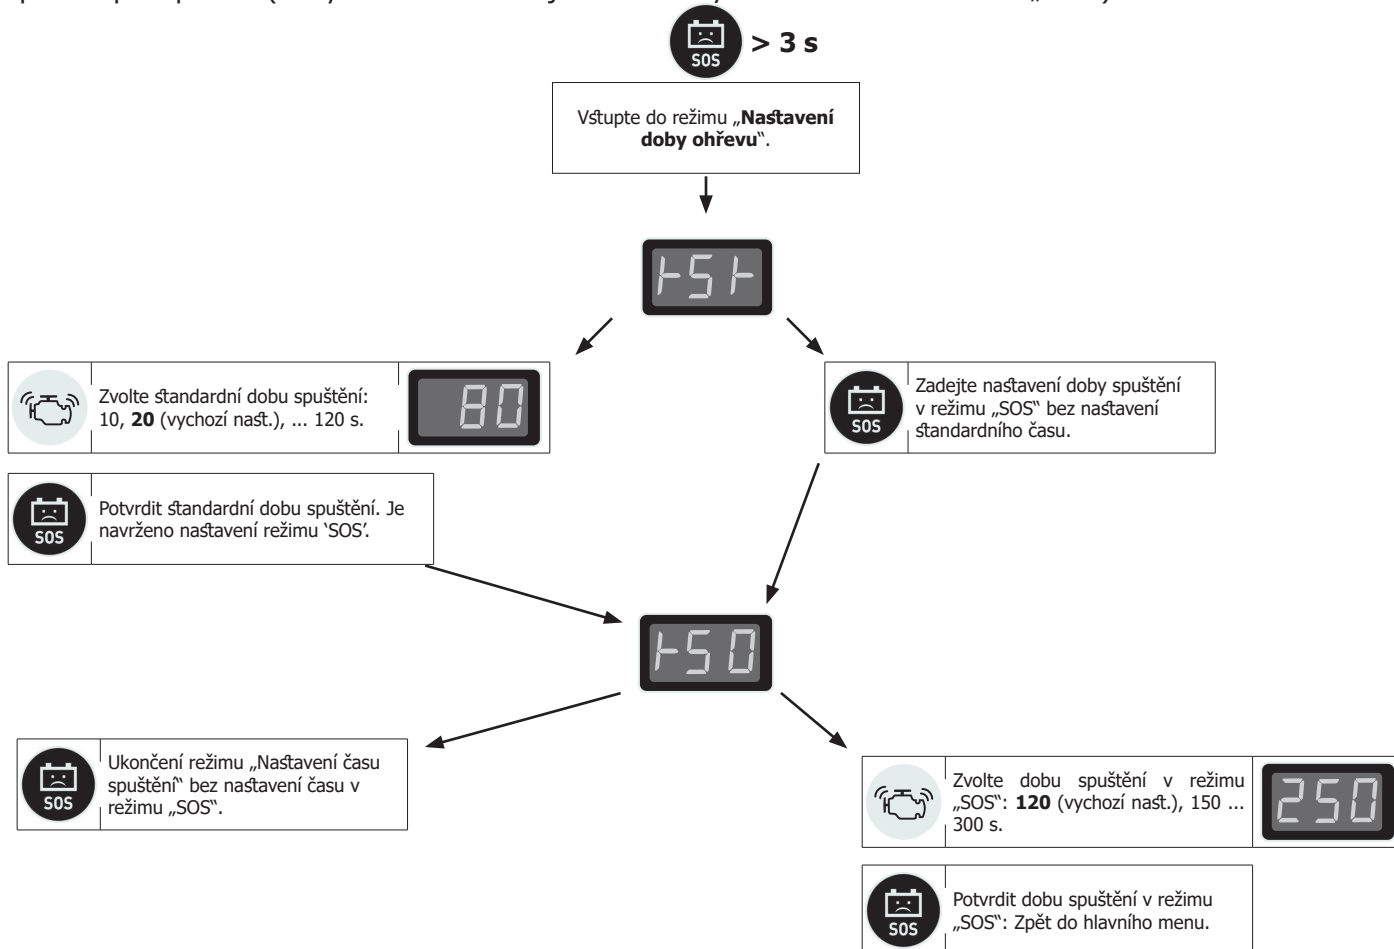 SOS
> 3 s
Vstupte do režimu „Nastavení
doby ohřevu“.
tSt
Zvolte standardní dobu spuštění:
10, 20 (vychozí nast.), ... 120 s.
80
SOS
Zadejte nastavení doby spuštění
v režimu „SOS“ bez nastavení
standardního času.
SOS
Potvrdit standardní dobu spuštění. Je
navrženo nastavení režimu ‘SOS’.
tS0
SOS
Ukončení režimu „Nastavení času
spuštění“ bez nastavení času v
režimu „SOS“.
Zvolte dobu spuštění v režimu
„SOS“: 120 (vychozí nast.), 150 ...
300 s.
250
SOS
Potvrdit dobu spuštění v režimu
„SOS“: Zpět do hlavního menu.